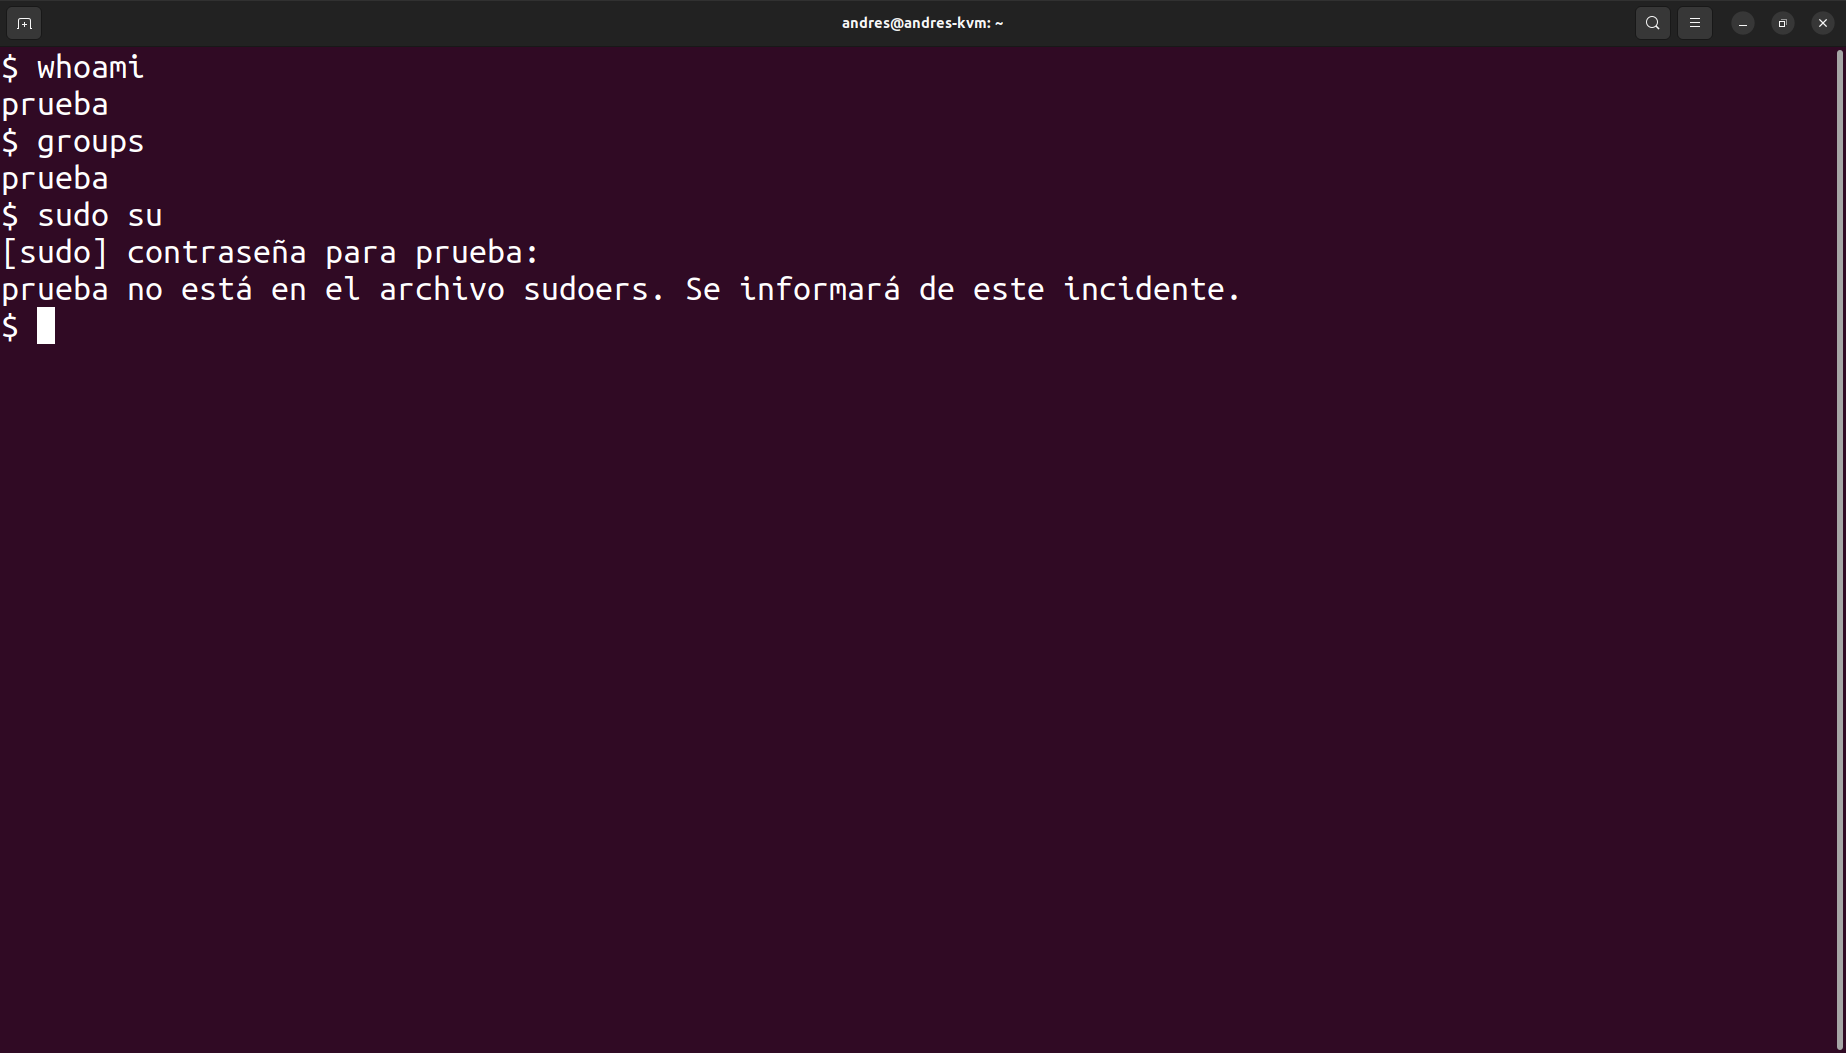 andres@andres-kvm: ~
$ whoami
prueba
$ groups
prueba
$ sudo su
[sudo] contraseña para prueba:
prueba no está en el archivo sudoers. Se informará de este incidente.
$